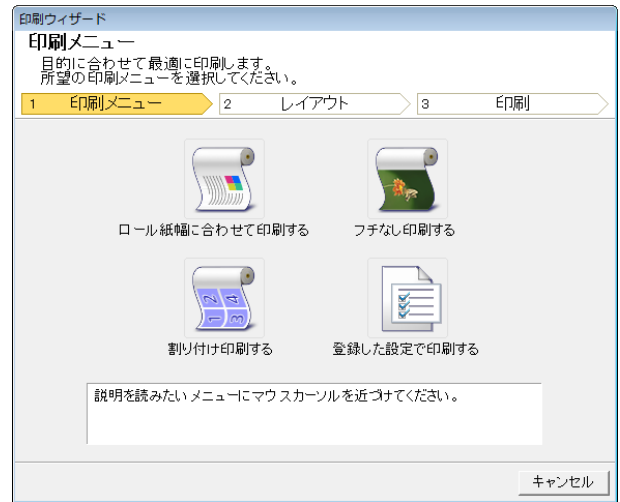 印刷ウィザード
印刷メニュー
目的に合わせて最適に印刷します。
所望の印刷メニューを選択してください。
1 印刷メニュー 2 レイアウト 3 印刷
ロール紙幅に合わせて印刷する フチなし印刷する
1 2 3 4
割り付け印刷する 登録した設定で印刷する
説明を読みたいメニューにマウスカーソルを近づけてください。
キャンセル